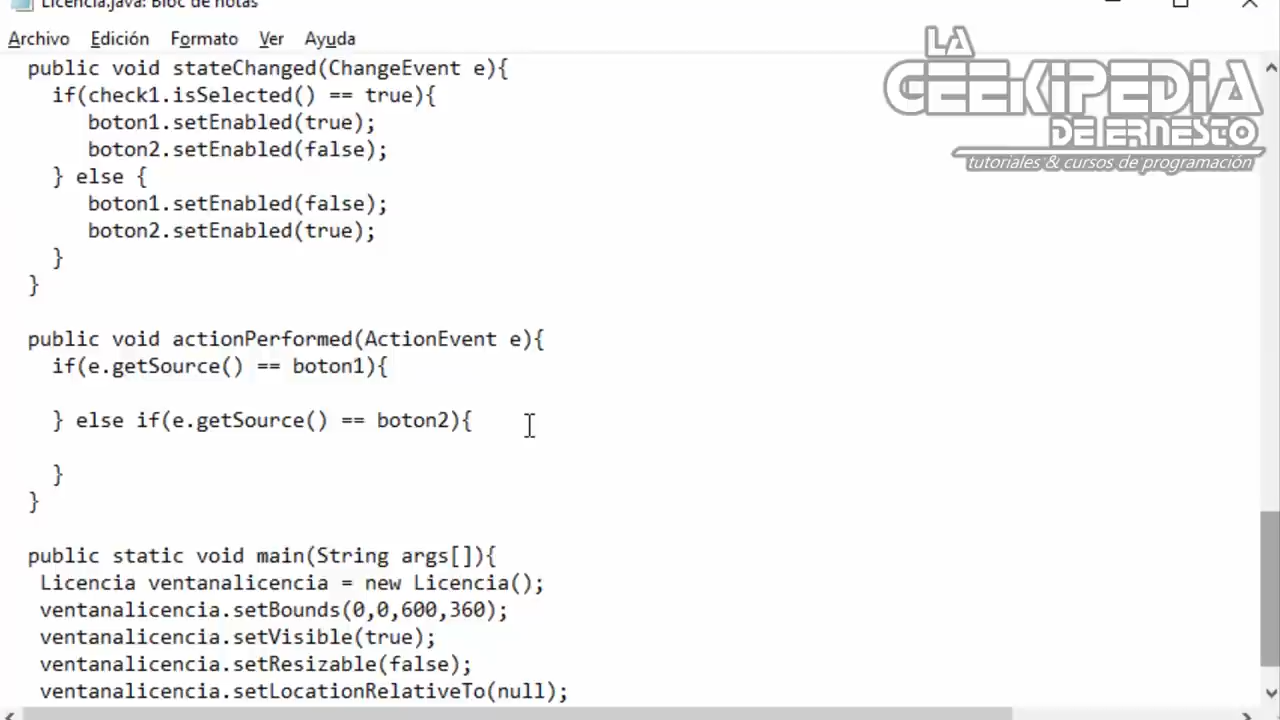 Licencia.java: Bloc de notas
Archivo Edición Formato Ver Ayuda
LA
GEEKIPEDIA
DE ERNESTO
tutoriales & cursos de programación
public void stateChanged(ChangeEvent e){
if(check1.isSelected() == true){
boton1.setEnabled(true);
boton2.setEnabled(false);
} else {
boton1.setEnabled(false);
boton2.setEnabled(true);
}
}
public void actionPerformed(ActionEvent e){
if(e.getSource() == boton1){
} else if(e.getSource() == boton2){
}
}
public static void main(String args[]){
Licencia ventanalicencia = new Licencia();
ventanalicencia.setBounds(0,0,600,360);
ventanalicencia.setVisible(true);
ventanalicencia.setResizable(false);
ventanalicencia.setLocationRelativeTo(null);